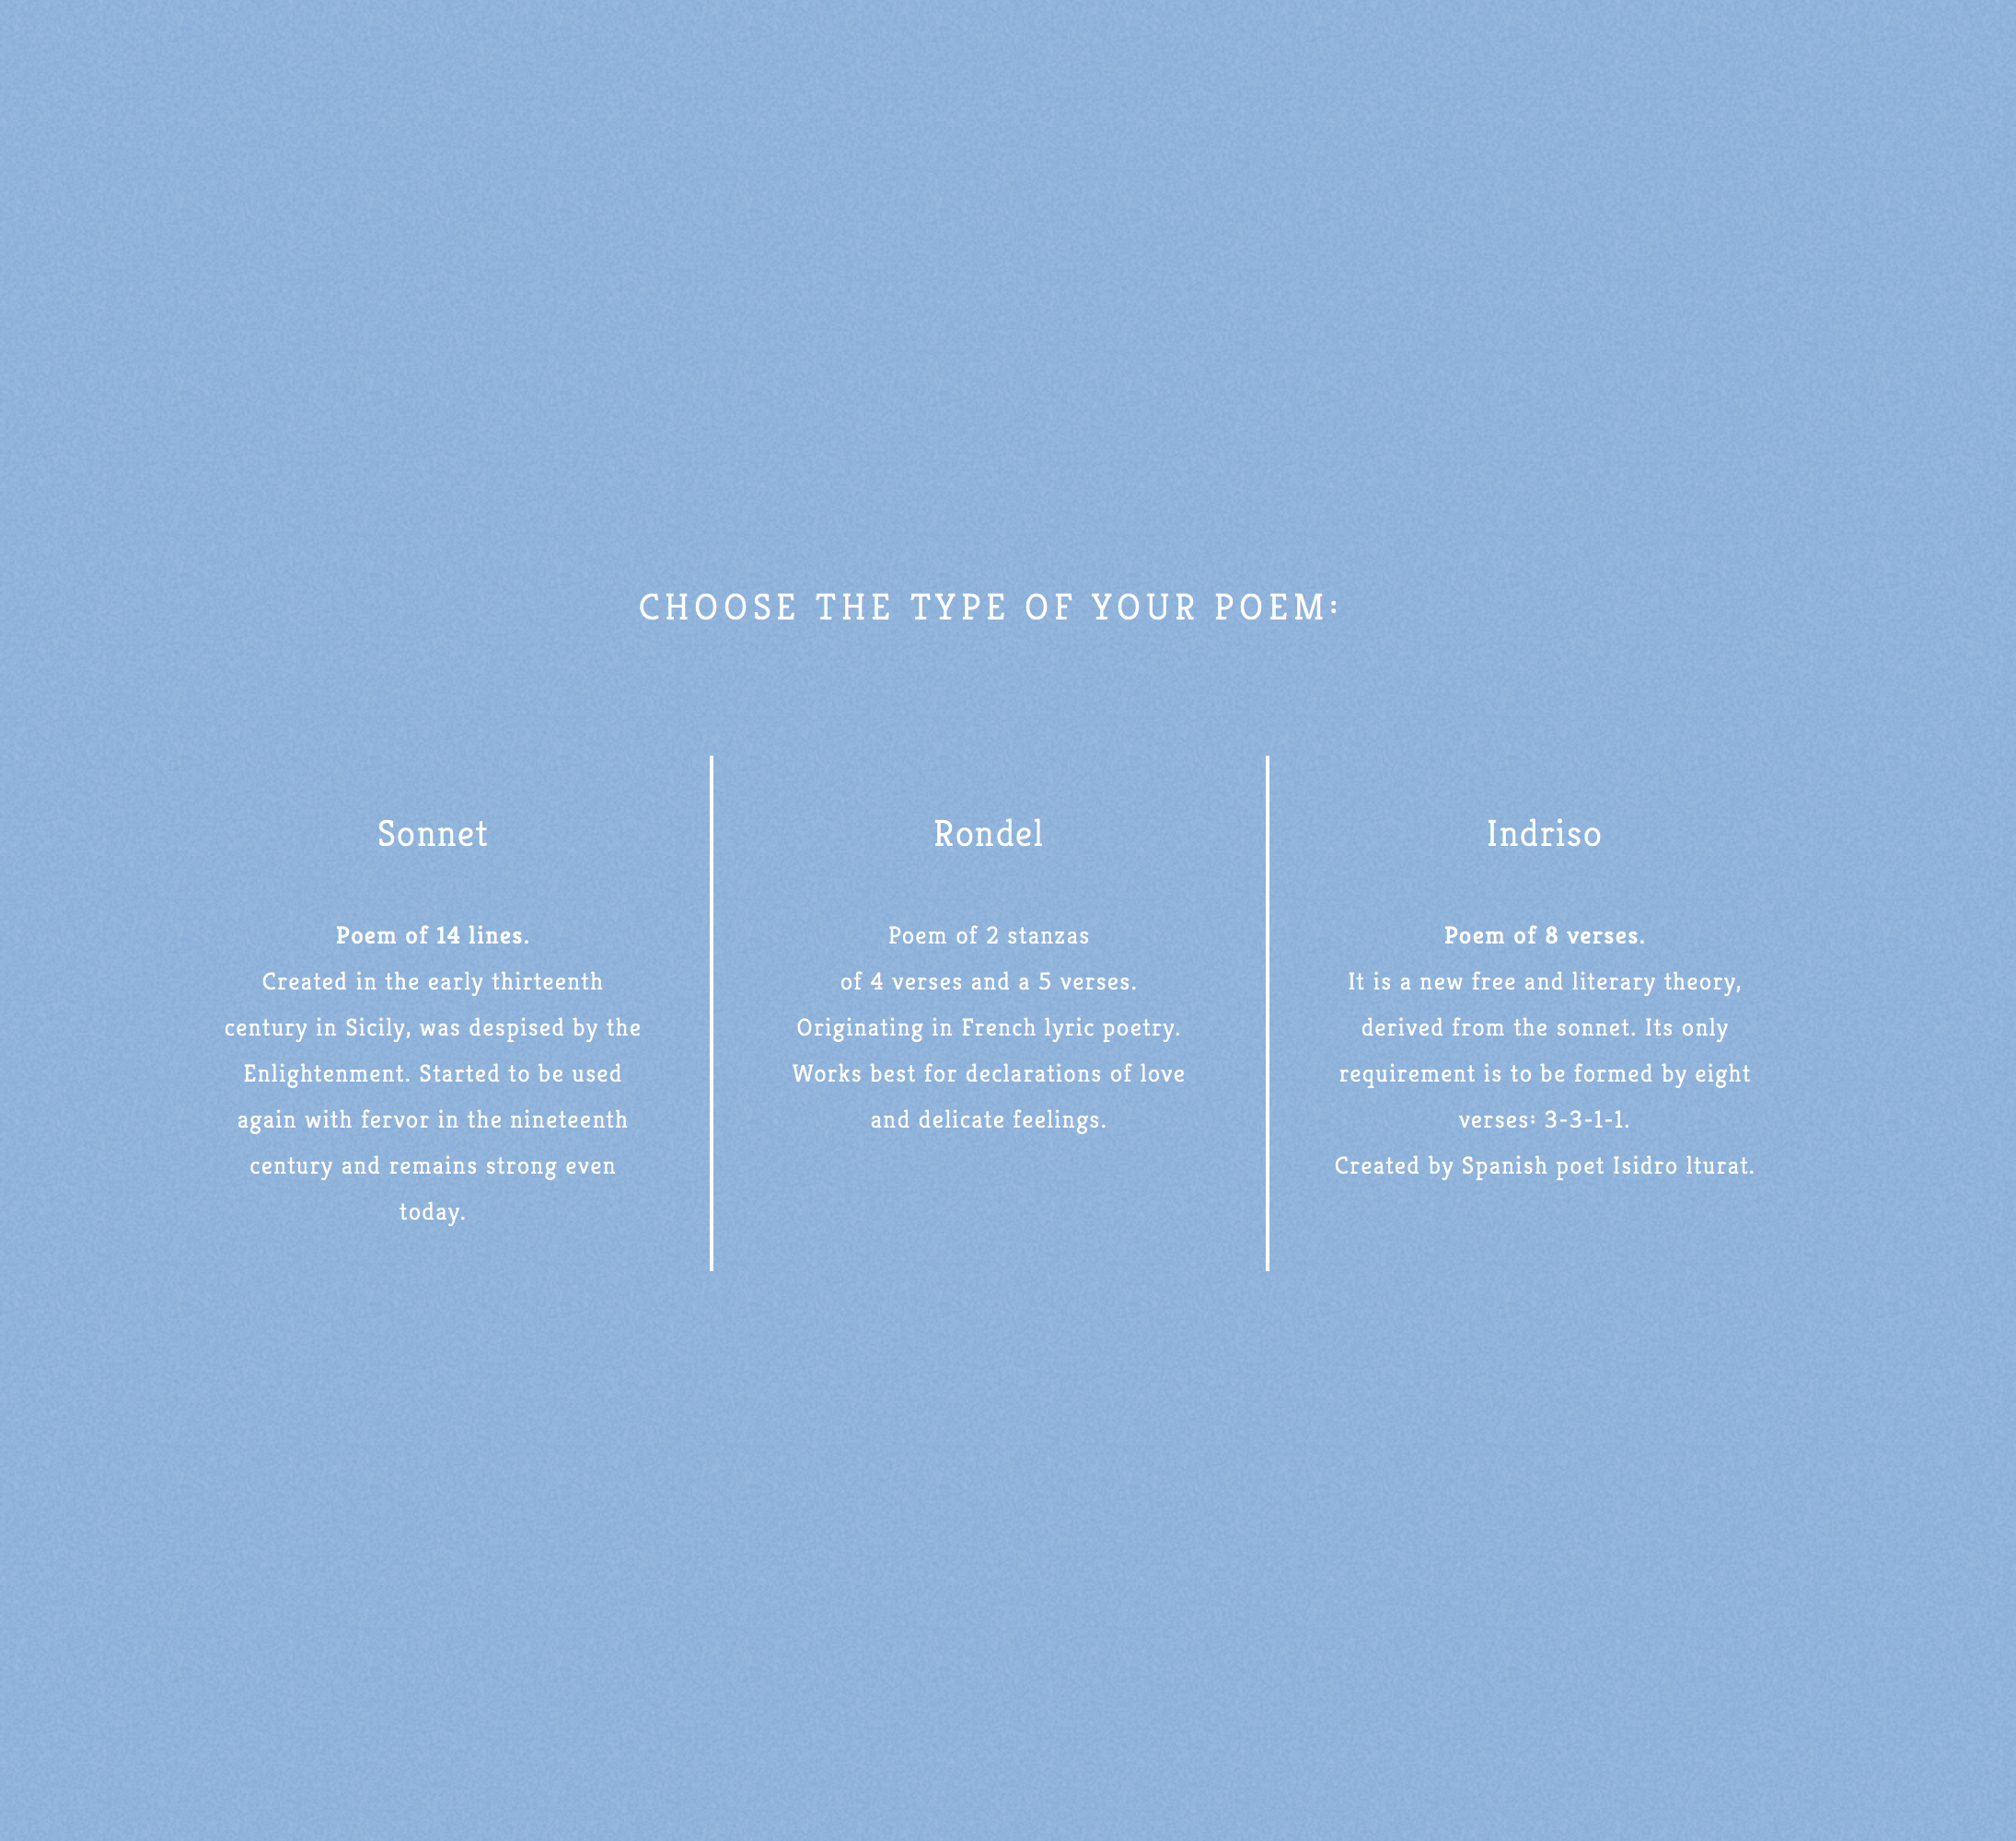 CHOOSE THE TYPE OF YOUR POEM:
Sonnet
Poem of 14 lines.
Created in the early thirteenth
century in Sicily, was despised by the
Enlightenment. Started to be used
again with fervor in the nineteenth
century and remains strong even
today.
Rondel
Poem of 2 stanzas
of 4 verses and a 5 verses.
Originating in French lyric poetry.
Works best for declarations of love
and delicate feelings.
Indriso
Poem of 8 verses.
It is a new free and literary theory,
derived from the sonnet. Its only
requirement is to be formed by eight
verses: 3-3-1-1.
Created by Spanish poet Isidro lturat.